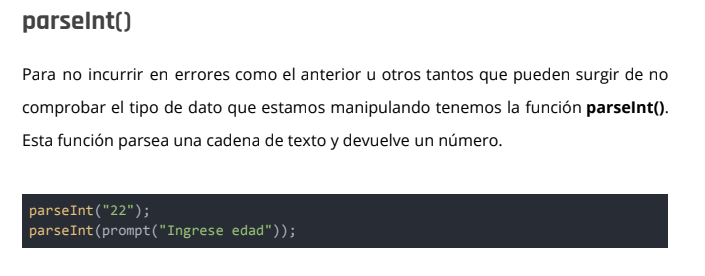 parseInt()
Para no incurrir en errores como el anterior u otros tantos que pueden surgir de no
comprobar el tipo de dato que estamos manipulando tenemos la función parseInt().
Esta función parsea una cadena de texto y devuelve un número.
parseInt("22");
parseInt(prompt("Ingrese edad"));